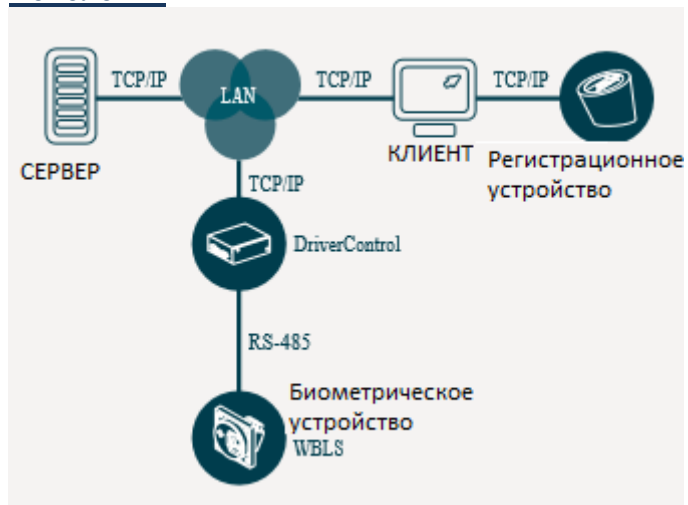 TCP/IP
LAN
TCP/IP
TCP/IP
СЕРВЕР
КЛИЕНТ
Регистрационное
устройство
TCP/IP
DriverControl
RS-485
Биометрическое
устройство
WBLS